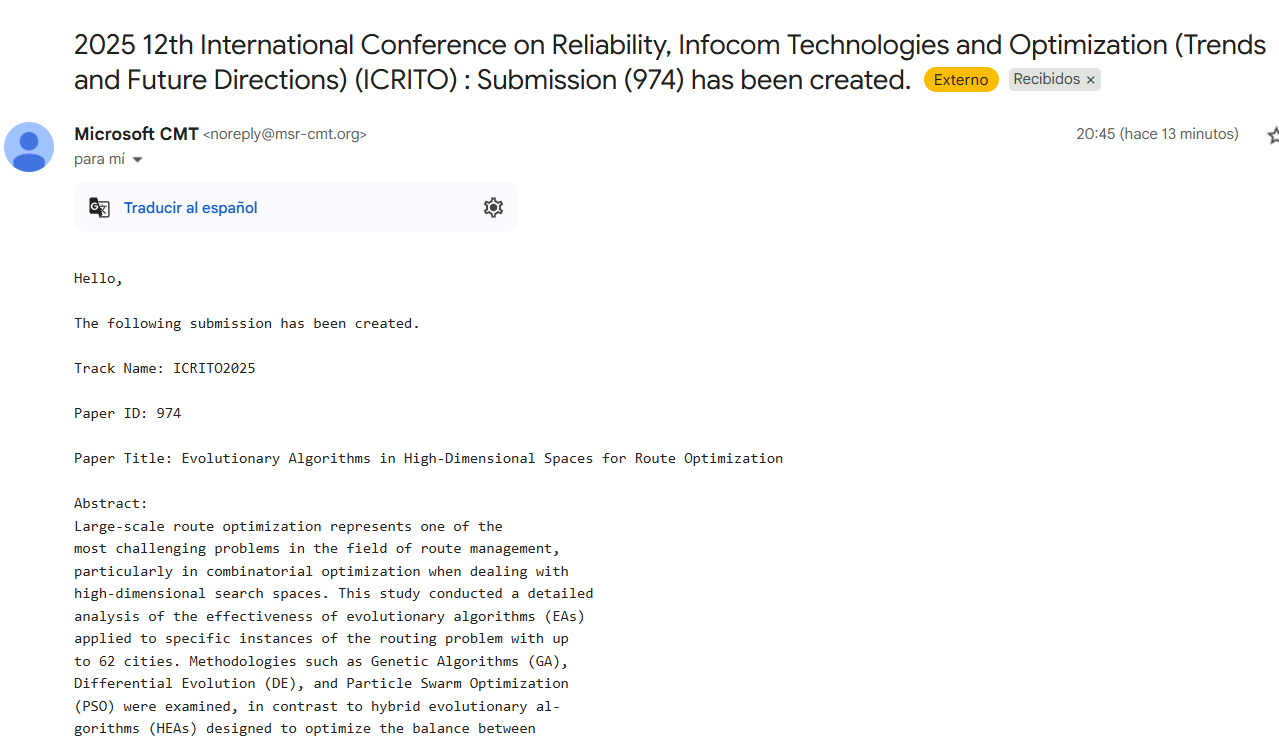 2025 12th International Conference on Reliability, Infocom Technologies and Optimization (Trends
and Future Directions) (ICRITO) : Submission (974) has been created. Externo Recibidos ×
Microsoft CMT <noreply@msr-cmt.org> 20:45 (hace 13 minutos)
para mí
Traducir al español
Hello,
The following submission has been created.
Track Name: ICRITO2025
Paper ID: 974
Paper Title: Evolutionary Algorithms in High-Dimensional Spaces for Route Optimization
Abstract:
Large-scale route optimization represents one of the
most challenging problems in the field of route management,
particularly in combinatorial optimization when dealing with
high-dimensional search spaces. This study conducted a detailed
analysis of the effectiveness of evolutionary algorithms (EAs)
applied to specific instances of the routing problem with up
to 62 cities. Methodologies such as Genetic Algorithms (GA),
Differential Evolution (DE), and Particle Swarm Optimization
(PSO) were examined, in contrast to hybrid evolutionary al-
gorithms (HEAs) designed to optimize the balance between